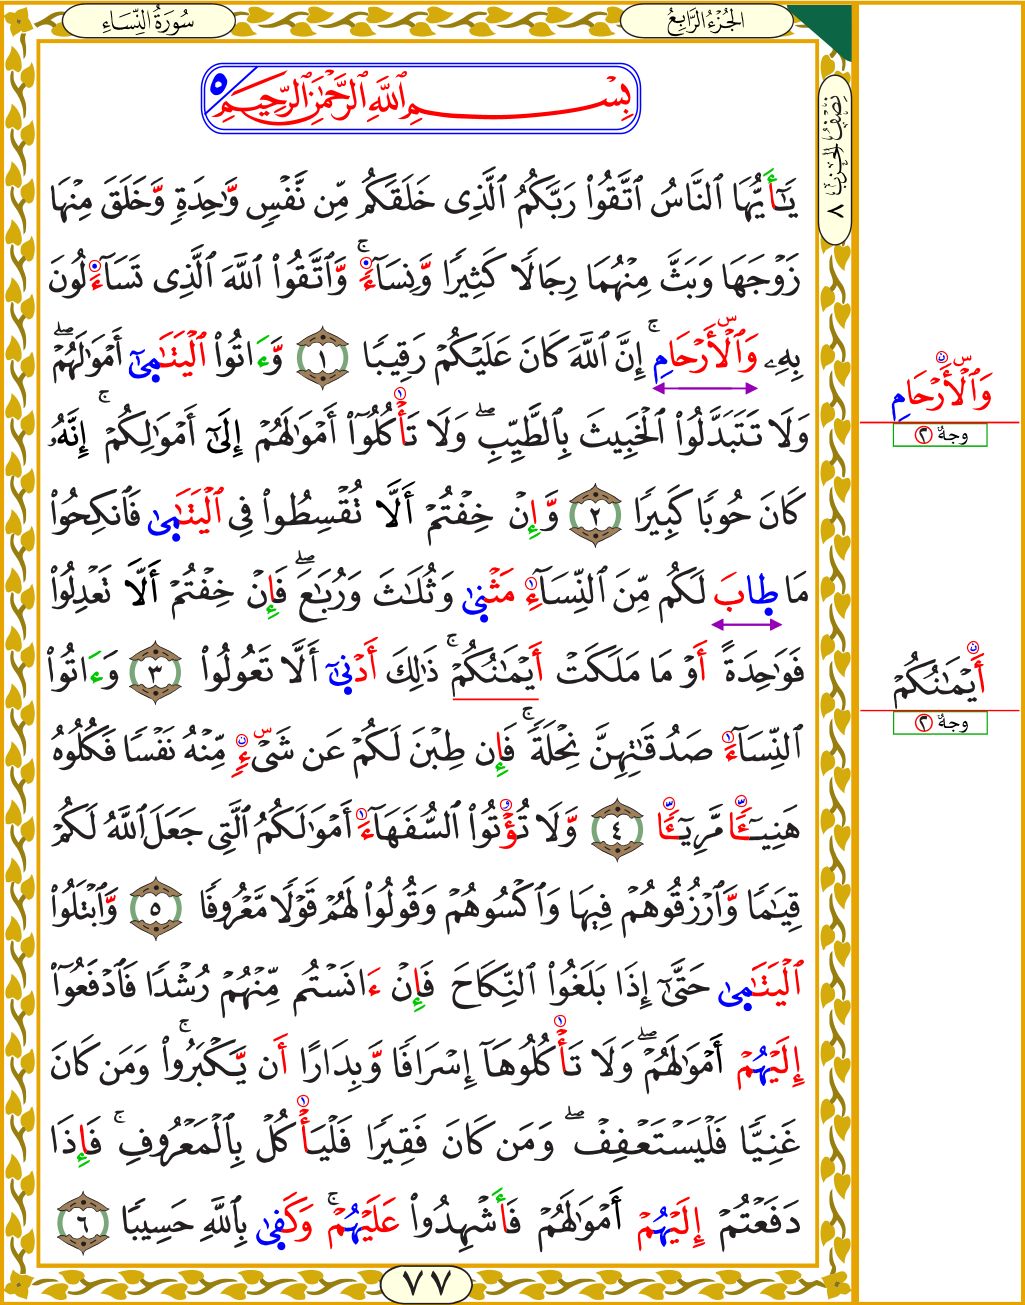 سُورَةُ النِّسَاءِ
الجُزْءُ الرَّابِعُ
نِصْفُ الحِزْبِ ٨
بِسْمِ ٱللَّهِ ٱلرَّحْمَٰنِ ٱلرَّحِيمِ ٥
يَٰٓأَيُّهَا ٱلنَّاسُ ٱتَّقُوا۟ رَبَّكُمُ ٱلَّذِى خَلَقَكُم مِّن نَّفْسٍ وَّٰحِدَةٍ وَّخَلَقَ مِنْهَا
زَوْجَهَا وَبَثَّ مِنْهُمَا رِجَالًا كَثِيرًا وَّنِسَآءً ۚ وَّٱتَّقُوا۟ ٱللَّهَ ٱلَّذِى تَسَآءَلُونَ
بِهِۦ وَٱلْأَرْحَامِ ۚ إِنَّ ٱللَّهَ كَانَ عَلَيْكُمْ رَقِيبًا ١ وَّءَاتُوا۟ ٱلْيَتَٰمِىٰٓ أَمْوَٰلَهُمْ ۖ
وَلَا تَتَبَدَّلُوا۟ ٱلْخَبِيثَ بِٱلطَّيِّبِ ۖ وَلَا تَأْكُلُوٓا۟ أَمْوَٰلَهُمْ إِلَىٰٓ أَمْوَٰلِكُمْ ۚ إِنَّهُۥ
كَانَ حُوبًا كَبِيرًا ٢ وَّإِنْ خِفْتُمْ أَلَّا تُقْسِطُوا۟ فِى ٱلْيَتَٰمِىٰ فَٱنكِحُوا۟
مَا طِابَ لَكُم مِّنَ ٱلنِّسَآءِ مَثْنِىٰ وَثُلَٰثَ وَرُبَٰعَ ۖ فَإِنْ خِفْتُمْ أَلَّا تَعْدِلُوا۟
فَوَٰحِدَةً أَوْ مَا مَلَكَتْ أَيْمَٰنُكُمْ ۚ ذَٰلِكَ أَدْنِىٰٓ أَلَّا تَعُولُوا۟ ٣ وَءَاتُوا۟
ٱلنِّسَآءَ صَدُقَٰتِهِنَّ نِحْلَةً ۚ فَإِن طِبْنَ لَكُمْ عَن شَىْءٍ مِّنْهُ نَفْسًا فَكُلُوهُ
هَنِيٓـًٔا مَّرِيٓـًٔا ٤ وَّلَا تُؤْتُوا۟ ٱلسُّفَهَآءَ أَمْوَٰلَكُمُ ٱلَّتِى جَعَلَ ٱللَّهُ لَكُمْ
قِيَٰمًا وَّٱرْزُقُوهُمْ فِيهَا وَٱكْسُوهُمْ وَقُولُوا۟ لَهُمْ قَوْلًا مَّعْرُوفًا ٥ وَّٱبْتَلُوا۟
ٱلْيَتَٰمِىٰ حَتَّىٰٓ إِذَا بَلَغُوا۟ ٱلنِّكَاحَ فَإِنْ ءَانَسْتُم مِّنْهُمْ رُشْدًا فَٱدْفَعُوٓا۟
إِلَيْهُمْ أَمْوَٰلَهُمْ ۖ وَلَا تَأْكُلُوهَآ إِسْرَافًا وَّبِدَارًا أَن يَّكْبَرُوا۟ ۚ وَمَن كَانَ
غَنِيًّا فَلْيَسْتَعْفِفْ ۖ وَمَن كَانَ فَقِيرًا فَلْيَأْكُلْ بِٱلْمَعْرُوفِ ۚ فَإِذَا
دَفَعْتُمْ إِلَيْهُمْ أَمْوَٰلَهُمْ فَأَشْهِدُوا۟ عَلَيْهُمْ ۚ وَكَفِىٰ بِٱللَّهِ حَسِيبًا ٦
٧٧
وَٱلْأَرْحَامِ
وجهٌ ٢
أَيْمَٰنُكُمْ
وجهٌ ٢